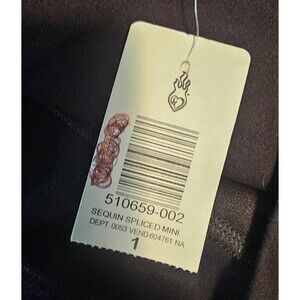 510659-002
SEQUIN SPLICED MINI
DEPT 0053 VEND 604761 NA
1